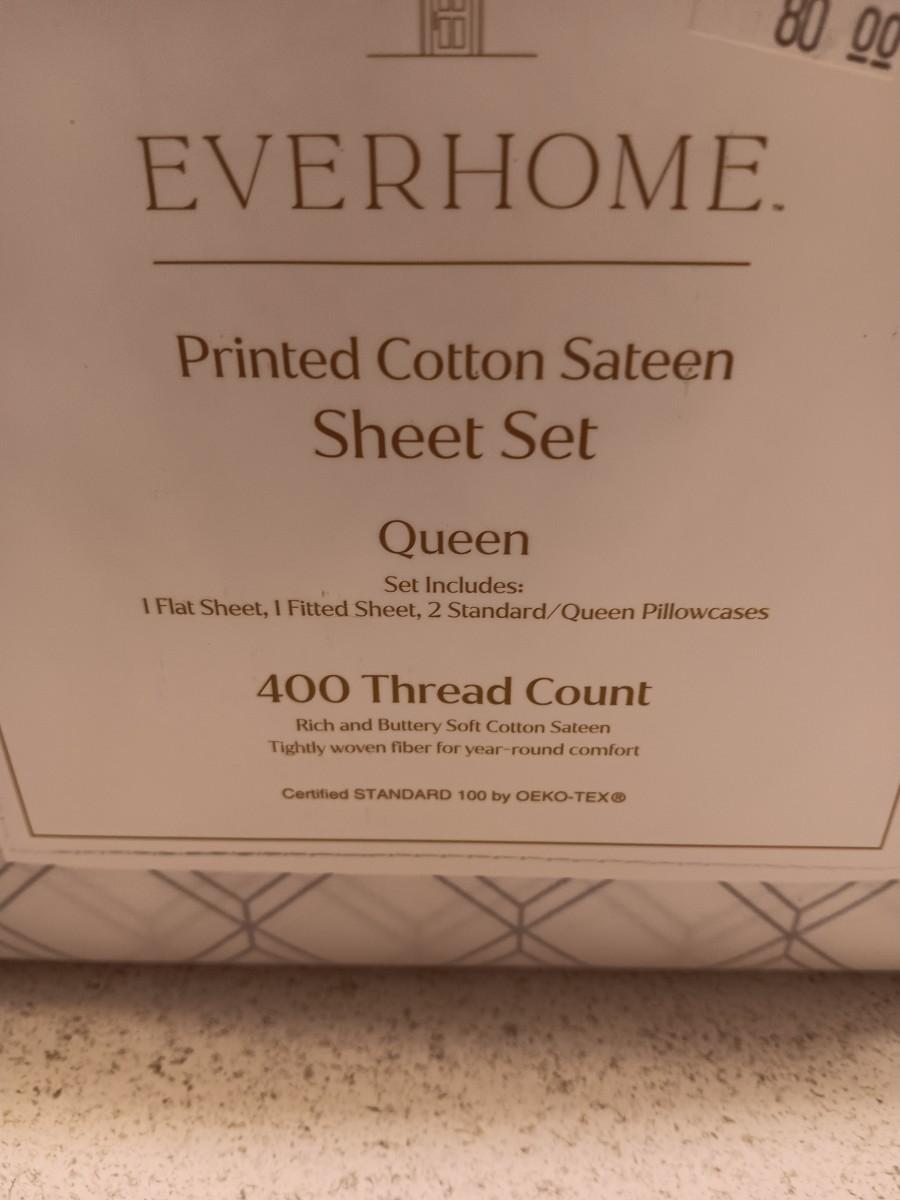 80 00
EVERHOME.™
Printed Cotton Sateen
Sheet Set
Queen
Set Includes:
1 Flat Sheet, 1 Fitted Sheet, 2 Standard/Queen Pillowcases
400 Thread Count
Rich and Buttery Soft Cotton Sateen
Tightly woven fiber for year-round comfort
Certified STANDARD 100 by OEKO-TEX®